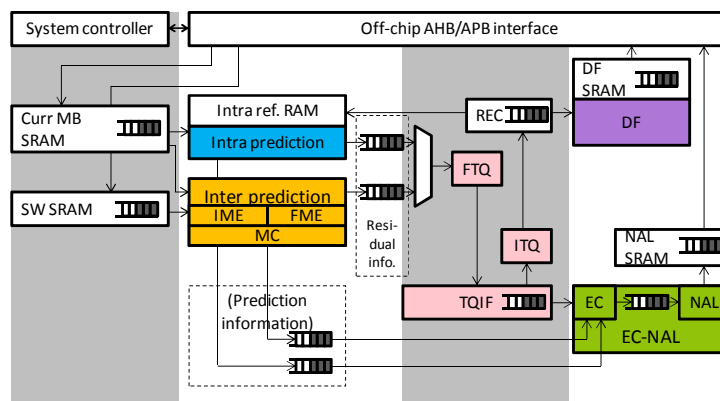 System controller
Off-chip AHB/APB interface
Curr MB
SRAM
Intra ref. RAM
Intra prediction
REC
DF
SRAM
DF
FTQ
SW SRAM
Inter prediction
IME
FME
MC
Resi-
dual
info.
ITQ
NAL
SRAM
(Prediction
information)
TQIF
EC
NAL
EC-NAL